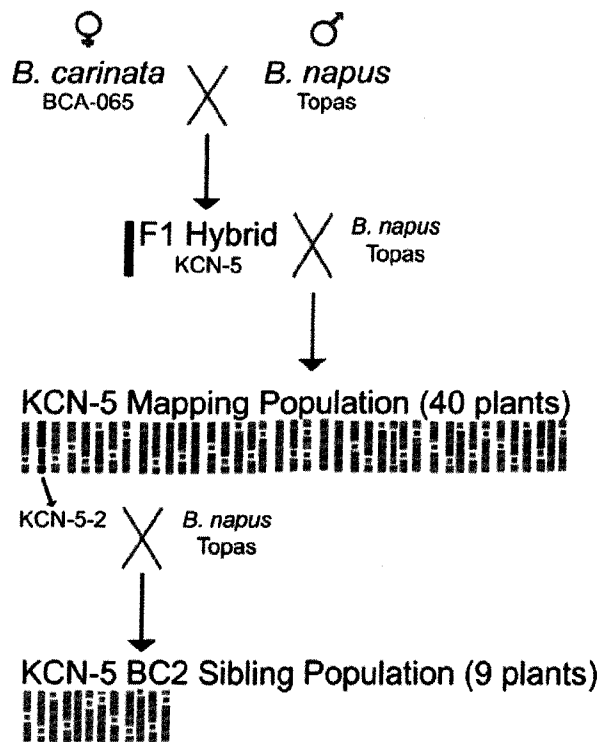 ♀ ♂
B. carinata B. napus
BCA-065 Topas
F1 Hybrid B. napus
KCN-5 Topas
KCN-5 Mapping Population (40 plants)
KCN-5-2 B. napus
Topas
KCN-5 BC2 Sibling Population (9 plants)